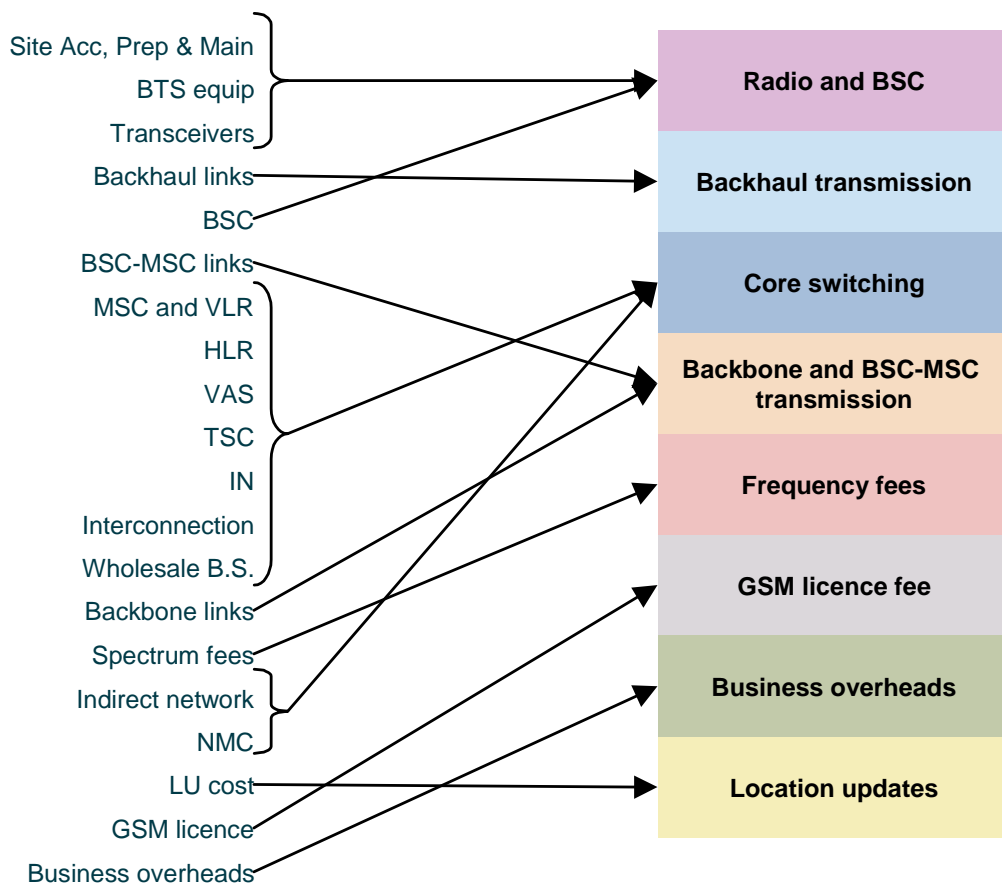 Site Acc, Prep & Main
BTS equip
Transceivers
Backhaul links
BSC
BSC-MSC links
MSC and VLR
HLR
VAS
TSC
IN
Interconnection
Wholesale B.S.
Backbone links
Spectrum fees
Indirect network
NMC
LU cost
GSM licence
Business overheads
Radio and BSC
Backhaul transmission
Core switching
Backbone and BSC-MSC
transmission
Frequency fees
GSM licence fee
Business overheads
Location updates